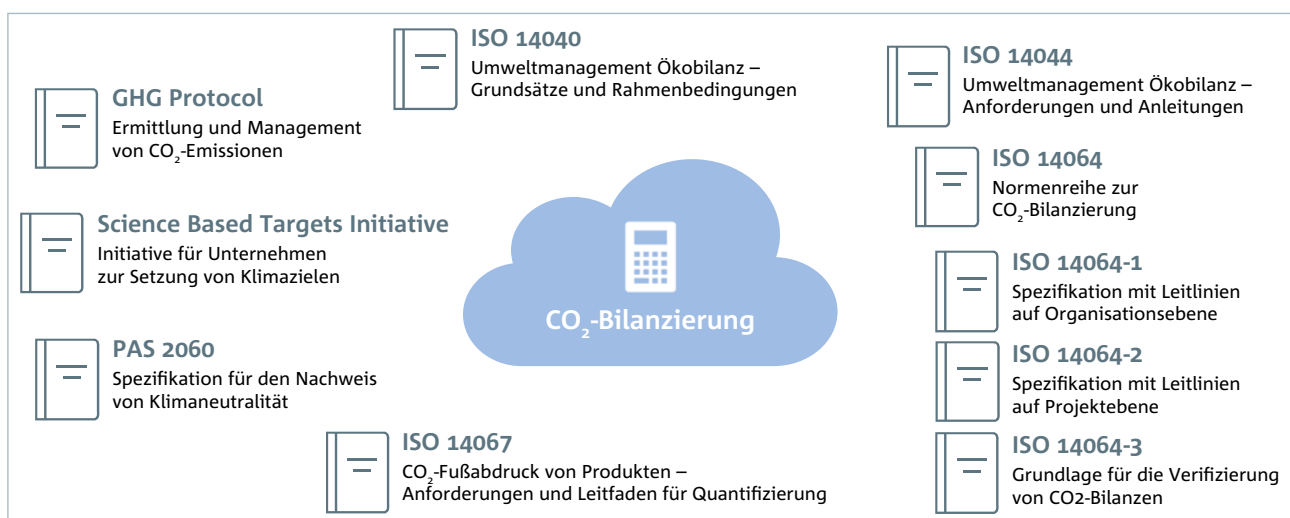 ISO 14040
Umweltmanagement Ökobilanz –
Grundsätze und Rahmenbedingungen
ISO 14044
Umweltmanagement Ökobilanz –
Anforderungen und Anleitungen
GHG Protocol
Ermittlung und Management
von CO₂-Emissionen
ISO 14064
Normenreihe zur
CO₂-Bilanzierung
Science Based Targets Initiative
Initiative für Unternehmen
zur Setzung von Klimazielen
ISO 14064-1
Spezifikation mit Leitlinien
auf Organisationsebene
CO₂-Bilanzierung
PAS 2060
Spezifikation für den Nachweis
von Klimaneutralität
ISO 14064-2
Spezifikation mit Leitlinien
auf Projektebene
ISO 14067
CO₂-Fußabdruck von Produkten –
Anforderungen und Leitfaden für Quantifizierung
ISO 14064-3
Grundlage für die Verifizierung
von CO2-Bilanzen